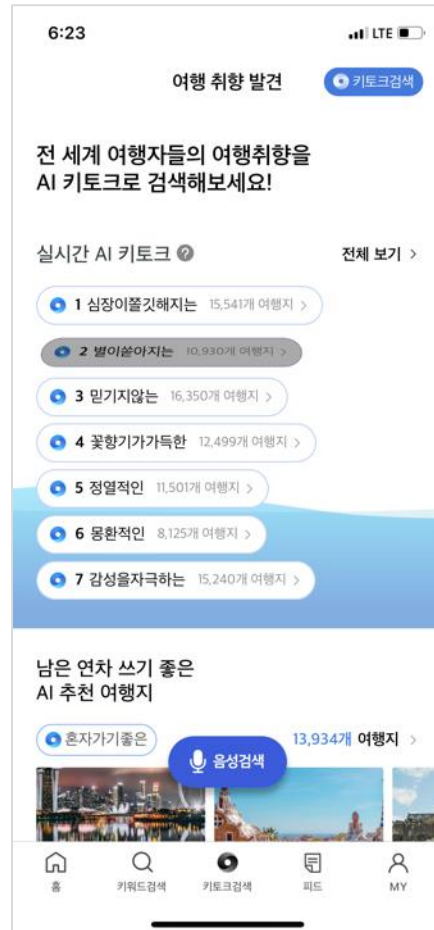 6:23
LTE
여행 취향 발견
키토크검색
전 세계 여행자들의 여행취향을
AI 키토크로 검색해보세요!
실시간 AI 키토크 ?
전체 보기 >
1 심장이쫄깃해지는 15,541개 여행지 >
2 별이쏟아지는 10,930개 여행지 >
3 믿기지않는 16,350개 여행지 >
4 꽃향기가가득한 12,499개 여행지 >
5 정열적인 11,501개 여행지 >
6 몽환적인 8,125개 여행지 >
7 감성을자극하는 15,240개 여행지 >
남은 연차 쓰기 좋은
AI 추천 여행지
혼자가기좋은
13,934개 여행지 >
음성검색
홈
키워드검색
키토크검색
피드
MY